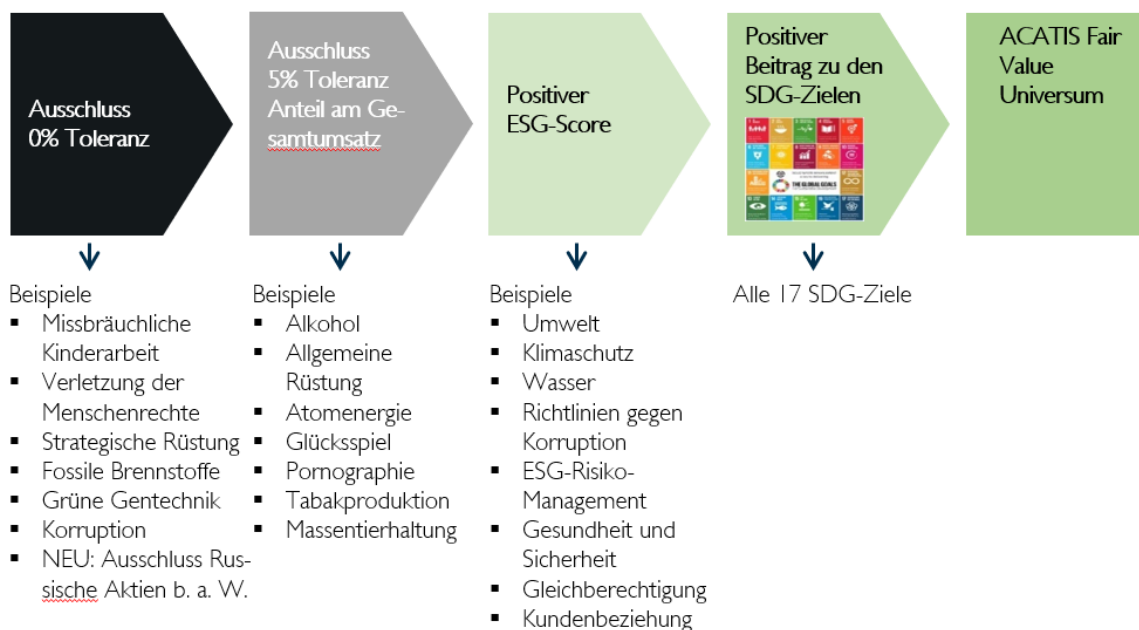 Ausschluss
0% Toleranz
Ausschluss
5% Toleranz
Anteil am Ge-
samtumsatz
Positiver
ESG-Score
Positiver
Beitrag zu den
SDG-Zielen
THE GLOBAL GOALS
ACATIS Fair
Value
Universum
Beispiele
▪ Missbräuchliche
Kinderarbeit
▪ Verletzung der
Menschenrechte
▪ Strategische Rüstung
▪ Fossile Brennstoffe
▪ Grüne Gentechnik
▪ Korruption
▪ NEU: Ausschluss Rus-
sische Aktien b. a. W.
Beispiele
▪ Alkohol
▪ Allgemeine
Rüstung
▪ Atomenergie
▪ Glücksspiel
▪ Pornographie
▪ Tabakproduktion
▪ Massentierhaltung
Beispiele
▪ Umwelt
▪ Klimaschutz
▪ Wasser
▪ Richtlinien gegen
Korruption
▪ ESG-Risiko-
Management
▪ Gesundheit und
Sicherheit
▪ Gleichberechtigung
▪ Kundenbeziehung
Alle 17 SDG-Ziele